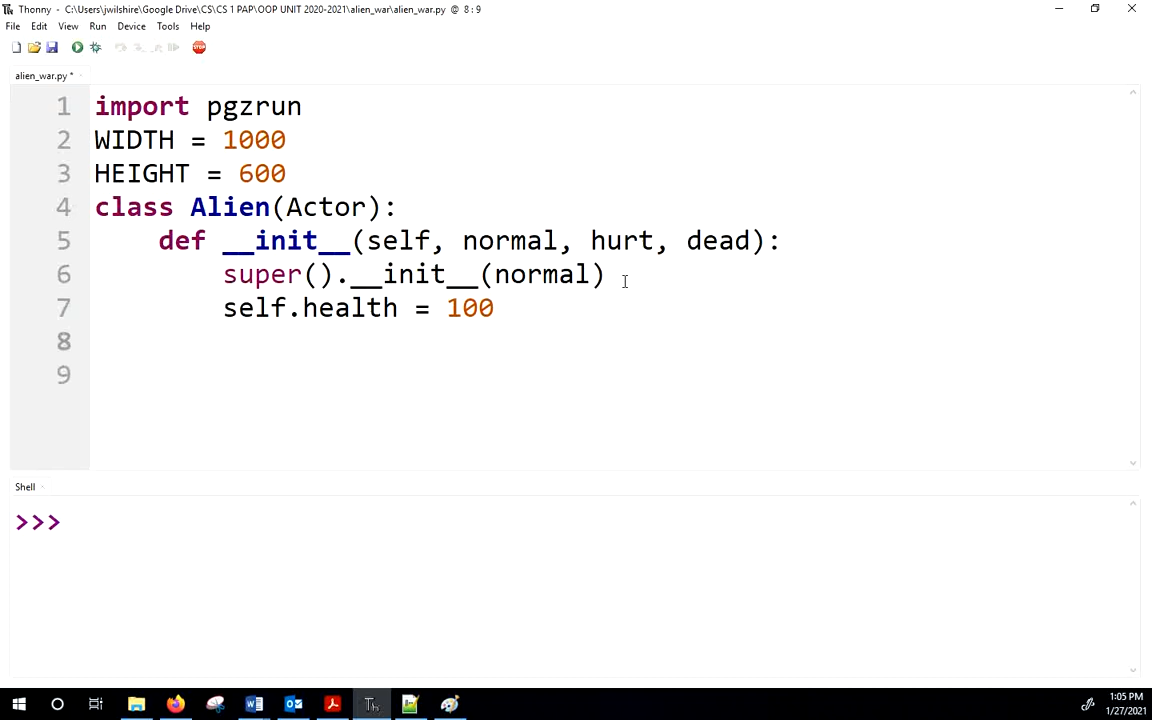 Thonny - C:\Users\jwilshire\Google Drive\CS\CS 1 PAP\OOP UNIT 2020-2021\alien_war\alien_war.py @ 8 : 9
File Edit View Run Device Tools Help
STOP
alien_war.py *
1 import pgzrun
2 WIDTH = 1000
3 HEIGHT = 600
4 class Alien(Actor):
5     def __init__(self, normal, hurt, dead):
6         super().__init__(normal)
7         self.health = 100
8
9
Shell
>>>
1:05 PM
1/27/2021